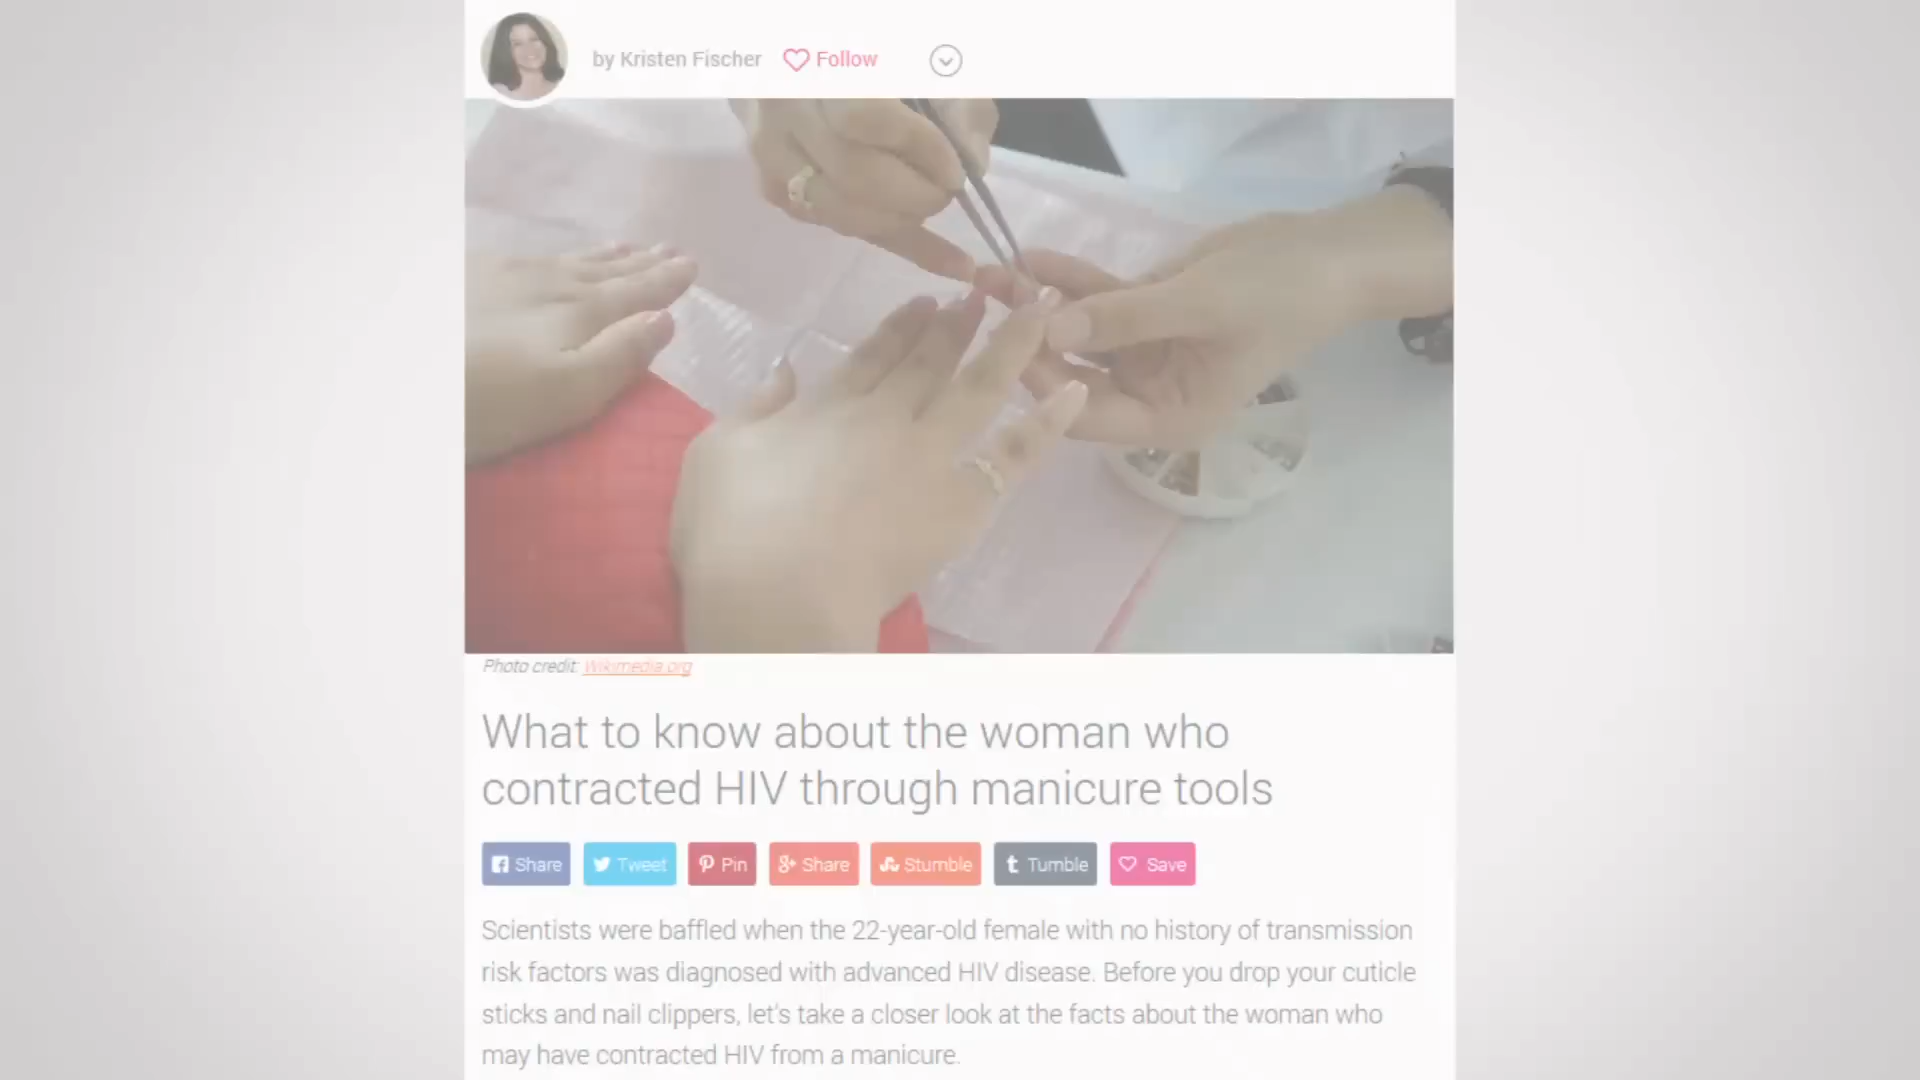 by Kristen Fischer Follow
Photo credit: Wikimedia.org
What to know about the woman who
contracted HIV through manicure tools
Share Tweet Pin Share Stumble Tumble Save
Scientists were baffled when the 22-year-old female with no history of transmission
risk factors was diagnosed with advanced HIV disease. Before you drop your cuticle
sticks and nail clippers, let's take a closer look at the facts about the woman who
may have contracted HIV from a manicure.